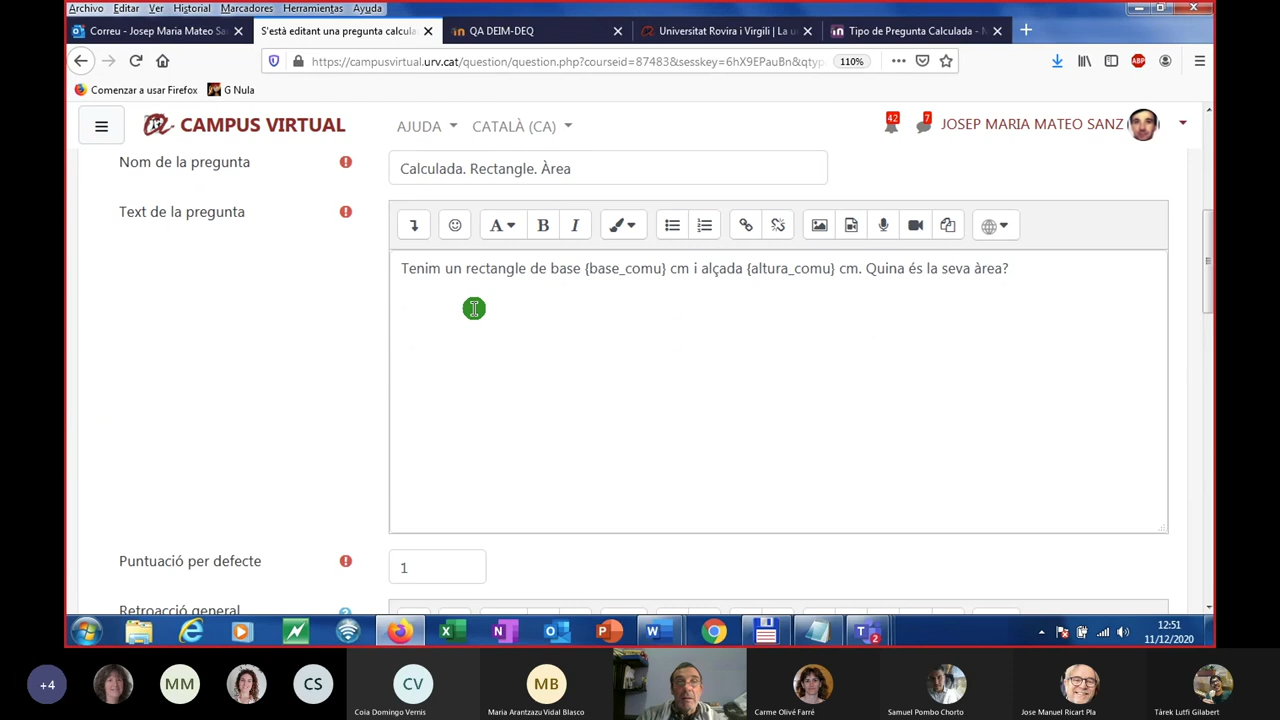 Archivo Editar Ver Historial Marcadores Herramientas Ayuda
Correu - Josep Maria Mateo Sa
S'està editant una pregunta calcula
QA DEIM-DEQ
Universitat Rovira i Virgili | La u
Tipo de Pregunta Calculada - M
https://campusvirtual.urv.cat/question/question.php?courseid=87483&sesskey=6hX9EPauBn&qtyp
110%
Comenzar a usar Firefox
G Nula
CAMPUS VIRTUAL
AJUDA
CATALÀ (CA)
42
7
JOSEP MARIA MATEO SANZ
Nom de la pregunta
Calculada. Rectangle. Àrea
Text de la pregunta
Tenim un rectangle de base {base_comu} cm i alçada {altura_comu} cm. Quina és la seva àrea?
Puntuació per defecte
1
Retroacció general
12:51
11/12/2020
+4
MM
CS
CV
MB
Coia Domingo Vernis
Maria Arantzazu Vidal Blasco
Carme Olivé Farré
Samuel Pombo Chorto
Jose Manuel Ricart Pla
Tárek Lutfi Gilabert